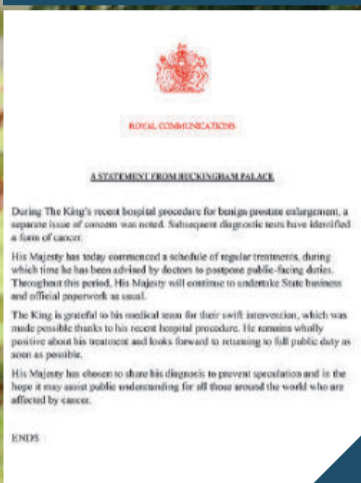 ROYAL COMMUNICATIONS
A STATEMENT FROM BUCKINGHAM PALACE
During The King's recent hospital procedure for benign prostate enlargement, a
separate issue of concern was noted. Subsequent diagnostic tests have identified
a form of cancer.
His Majesty has today commenced a schedule of regular treatments, during
which time he has been advised by doctors to postpone public-facing duties.
Throughout this period, His Majesty will continue to undertake State business
and official paperwork as usual.
The King is grateful to his medical team for their swift intervention, which was
made possible thanks to his recent hospital procedure. He remains wholly
positive about his treatment and looks forward to returning to full public duty as
soon as possible.
His Majesty has chosen to share his diagnosis to prevent speculation and in the
hope it may assist public understanding for all those around the world who are
affected by cancer.
ENDS